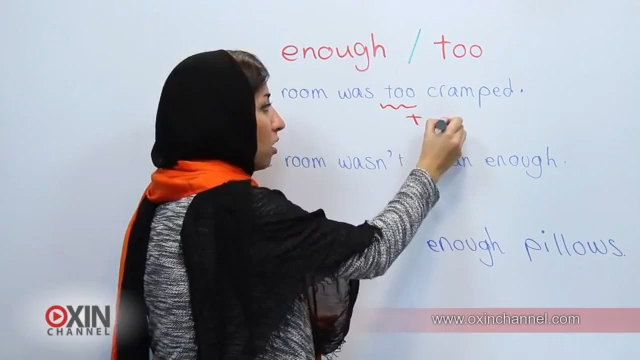 enough / too
room was too cramped.
+
room wasn't enough.
enough pillows.
OXIN
CHANNEL
www.oxinchannel.com